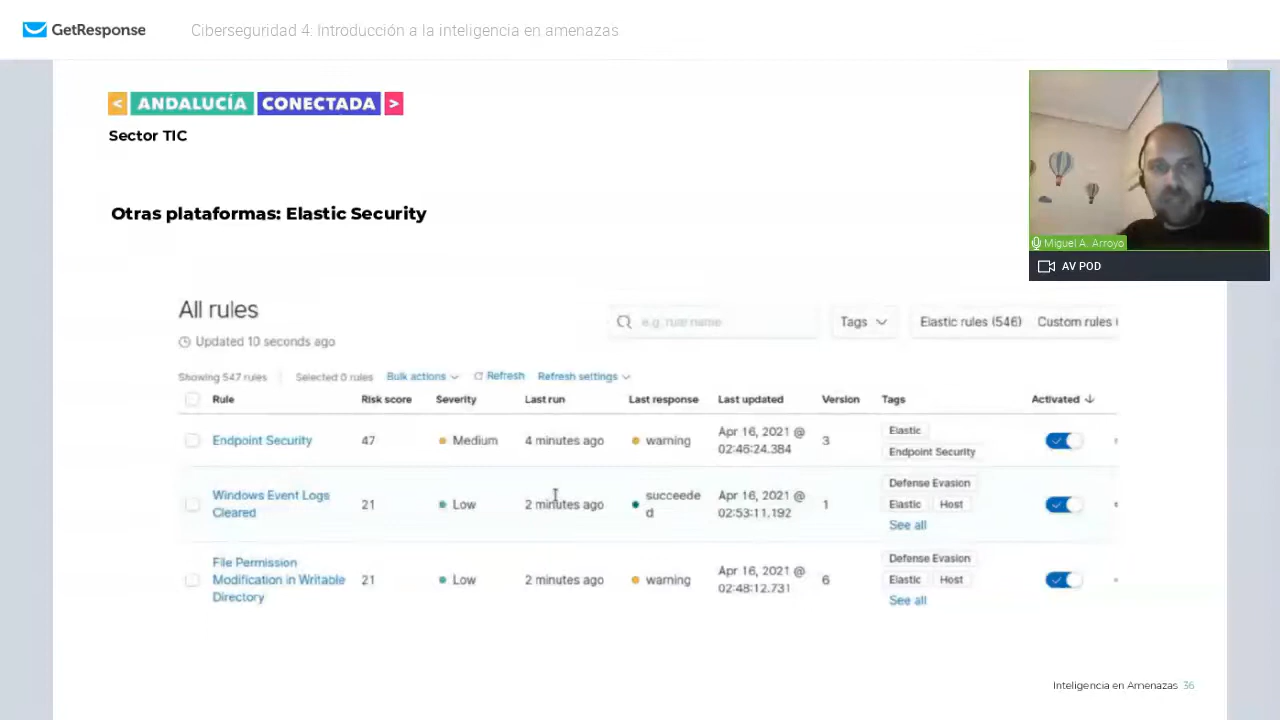 GetResponse
Ciberseguridad 4: Introducción a la inteligencia en amenazas
< ANDALUCÍA CONECTADA >
Sector TIC
Miguel A. Arroyo
AV POD
Otras plataformas: Elastic Security
All rules
e.g. rule name
Tags
Elastic rules (546)
Custom rules (
Updated 10 seconds ago
Showing 547 rules
Selected 0 rules
Bulk actions
Refresh
Refresh settings
Rule Risk score Severity Last run Last response Last updated Version Tags Activated
Endpoint Security 47 Medium 4 minutes ago warning Apr 16, 2021 @ 02:46:24.384 3 Elastic Endpoint Security
Windows Event Logs Cleared 21 Low 2 minutes ago succeede d Apr 16, 2021 @ 02:53:11.192 1 Defense Evasion Elastic Host See all
File Permission Modification in Writable Directory 21 Low 2 minutes ago warning Apr 16, 2021 @ 02:48:12.731 6 Defense Evasion Elastic Host See all
Inteligencia en Amenazas 36